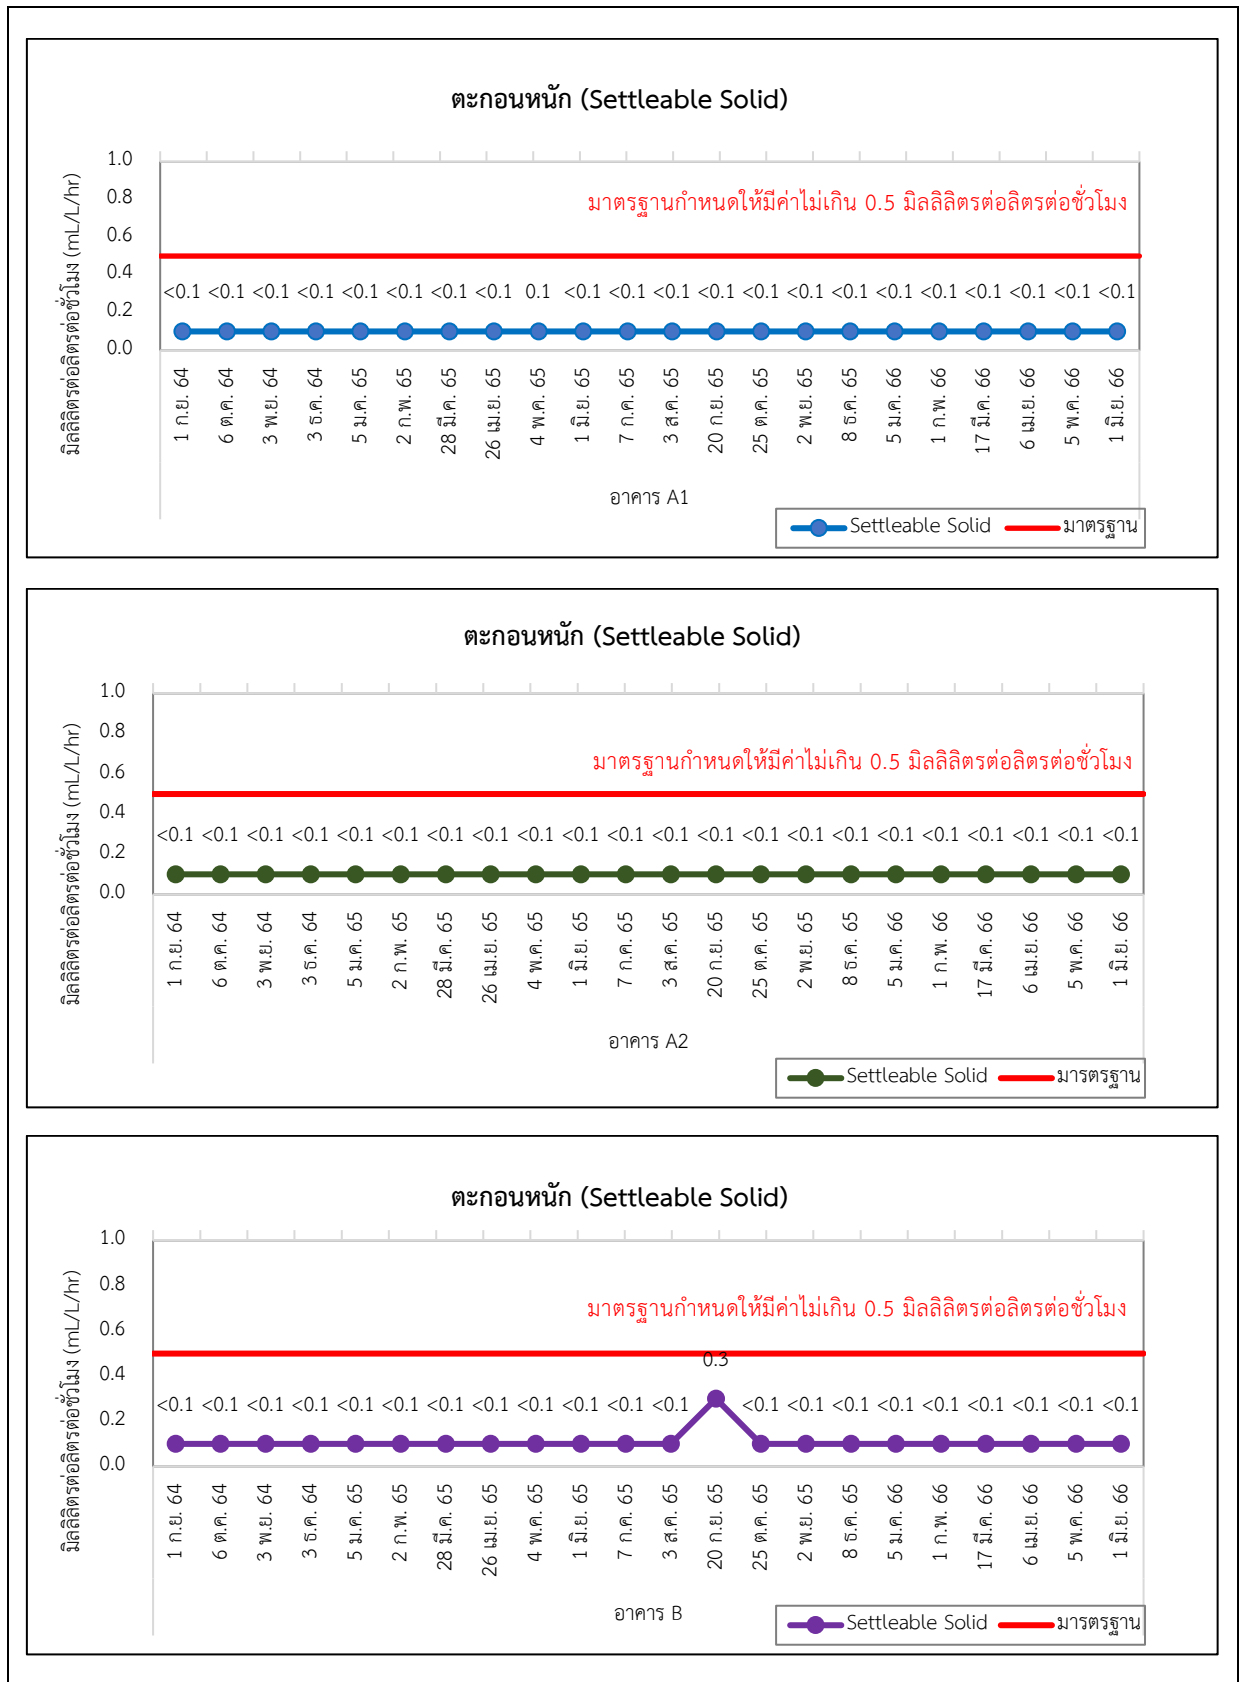 ตะกอนหนัก (Settleable Solid)
มิลลิลิตรต่อลิตรต่อชั่วโมง (mL/L/hr)
1.0
0.8
0.6
0.4
0.2
0.0
มาตรฐานกำหนดให้มีค่าไม่เกิน 0.5 มิลลิลิตรต่อลิตรต่อชั่วโมง
<0.1 <0.1 <0.1 <0.1 <0.1 <0.1 <0.1 <0.1 0.1 <0.1 <0.1 <0.1 <0.1 <0.1 <0.1 <0.1 <0.1 <0.1 <0.1 <0.1 <0.1 <0.1
1 ก.ย. 64
6 ต.ค. 64
3 พ.ย. 64
3 ธ.ค. 64
5 ม.ค. 65
2 ก.พ. 65
28 มี.ค. 65
26 เม.ย. 65
4 พ.ค. 65
1 มิ.ย. 65
7 ก.ค. 65
3 ส.ค. 65
20 ก.ย. 65
25 ต.ค. 65
2 พ.ย. 65
8 ธ.ค. 65
5 ม.ค. 66
1 ก.พ. 66
17 มี.ค. 66
6 เม.ย. 66
5 พ.ค. 66
1 มิ.ย. 66
อาคาร A1
Settleable Solid มาตรฐาน
ตะกอนหนัก (Settleable Solid)
มิลลิลิตรต่อลิตรต่อชั่วโมง (mL/L/hr)
1.0
0.8
0.6
0.4
0.2
0.0
มาตรฐานกำหนดให้มีค่าไม่เกิน 0.5 มิลลิลิตรต่อลิตรต่อชั่วโมง
<0.1 <0.1 <0.1 <0.1 <0.1 <0.1 <0.1 <0.1 <0.1 <0.1 <0.1 <0.1 <0.1 <0.1 <0.1 <0.1 <0.1 <0.1 <0.1 <0.1 <0.1 <0.1
1 ก.ย. 64
6 ต.ค. 64
3 พ.ย. 64
3 ธ.ค. 64
5 ม.ค. 65
2 ก.พ. 65
28 มี.ค. 65
26 เม.ย. 65
4 พ.ค. 65
1 มิ.ย. 65
7 ก.ค. 65
3 ส.ค. 65
20 ก.ย. 65
25 ต.ค. 65
2 พ.ย. 65
8 ธ.ค. 65
5 ม.ค. 66
1 ก.พ. 66
17 มี.ค. 66
6 เม.ย. 66
5 พ.ค. 66
1 มิ.ย. 66
อาคาร A2
Settleable Solid มารตรฐาน
ตะกอนหนัก (Settleable Solid)
มิลลิลิตรต่อลิตรต่อชั่วโมง (mL/L/hr)
1.0
0.8
0.6
0.4
0.2
0.0
มาตรฐานกำหนดให้มีค่าไม่เกิน 0.5 มิลลิลิตรต่อลิตรต่อชั่วโมง
0.3
<0.1 <0.1 <0.1 <0.1 <0.1 <0.1 <0.1 <0.1 <0.1 <0.1 <0.1 <0.1 <0.1 <0.1 <0.1 <0.1 <0.1 <0.1 <0.1 <0.1 <0.1
1 ก.ย. 64
6 ต.ค. 64
3 พ.ย. 64
3 ธ.ค. 64
5 ม.ค. 65
2 ก.พ. 65
28 มี.ค. 65
26 เม.ย. 65
4 พ.ค. 65
1 มิ.ย. 65
7 ก.ค. 65
3 ส.ค. 65
20 ก.ย. 65
25 ต.ค. 65
2 พ.ย. 65
8 ธ.ค. 65
5 ม.ค. 66
1 ก.พ. 66
17 มี.ค. 66
6 เม.ย. 66
5 พ.ค. 66
1 มิ.ย. 66
อาคาร B
Settleable Solid มารตรฐาน